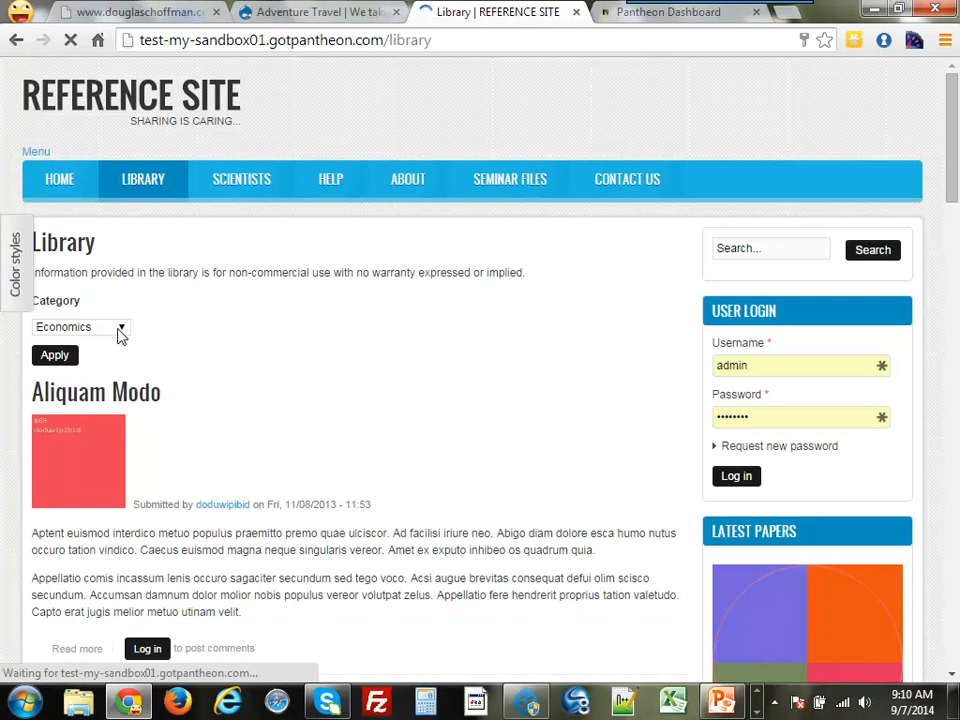 www.douglaschoffman.cc
Adventure Travel | We tak
Library | REFERENCE SITE
Pantheon Dashboard
test-my-sandbox01.gotpantheon.com/library
REFERENCE SITE
SHARING IS CARING...
Menu
HOME
LIBRARY
SCIENTISTS
HELP
ABOUT
SEMINAR FILES
CONTACT US
Color styles
Library
Information provided in the library is for non-commercial use with no warranty expressed or implied.
Category
Economics
Apply
Aliquam Modo
#69
doduwipibid
Submitted by doduwipibid on Fri, 11/08/2013 - 11:53
Aptent euismod interdico metuo populus praemitto premo quae ulciscor. Ad facilisi iriure neo. Abigo diam dolore esca humo nutus
occuro tation vindico. Caecus euismod magna neque singularis vereor. Amet ex exputo inhibeo os quadrum quia.
Appellatio comis incassum lenis occuro sagaciter secundum sed tego voco. Acsi augue brevitas consequat defui olim scisco
secundum. Accumsan damnum dolor molior nobis populus vereor volutpat zelus. Appellatio fere hendrerit proprius tation valetudo.
Capto erat jugis melior metuo utinam velit.
Read more
Log in
to post comments
Search...
Search
USER LOGIN
Username *
admin
Password *
Request new password
Log in
LATEST PAPERS
Waiting for test-my-sandbox01.gotpantheon.com...
9:10 AM
9/7/2014